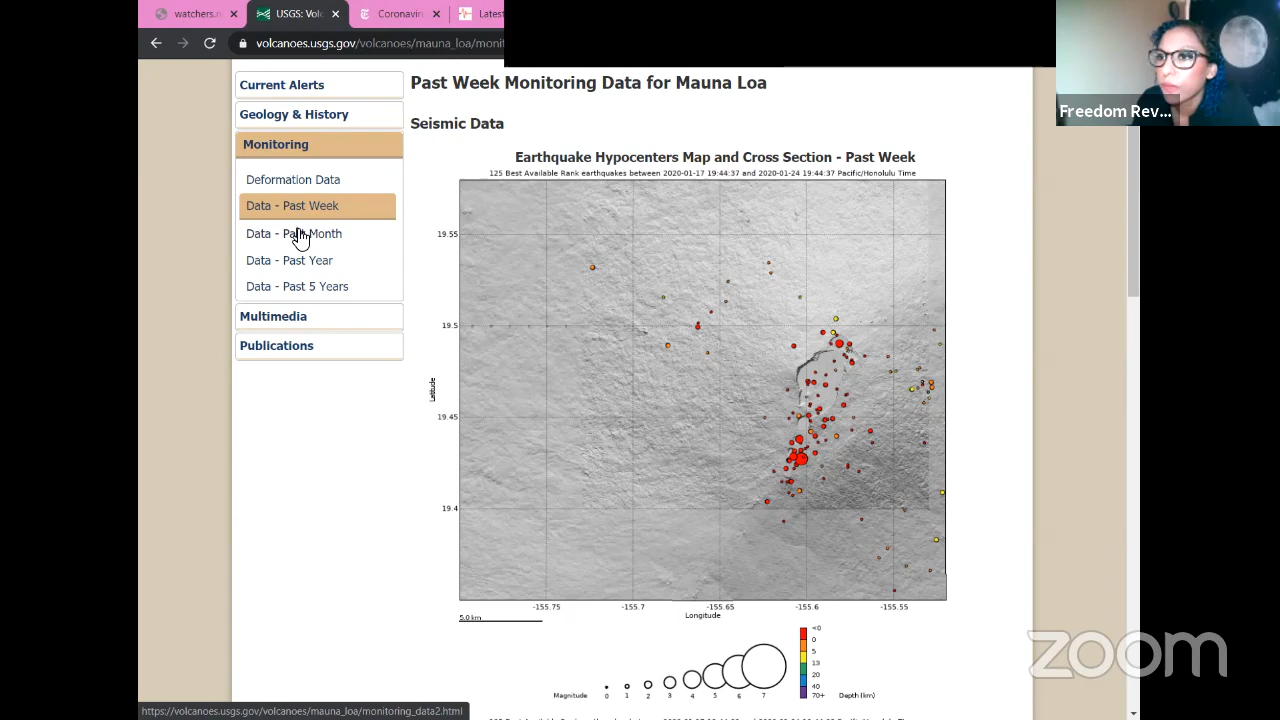 watchers.n
USGS: Vol
Coronavir
Latest
volcanoes.usgs.gov/volcanoes/mauna_loa/monit
Freedom Rev...
Current Alerts
Geology & History
Monitoring
Deformation Data
Data - Past Week
Data - Past Month
Data - Past Year
Data - Past 5 Years
Multimedia
Publications
Past Week Monitoring Data for Mauna Loa
Seismic Data
Earthquake Hypocenters Map and Cross Section - Past Week
125 Best Available Rank earthquakes between 2020-01-17 19:44:37 and 2020-01-24 19:44:37 Pacific/Honolulu Time
19.55
19.5
19.45
19.4
Latitude
-155.75 -155.7 -155.65 -155.6 -155.55
Longitude
5.0 km
Magnitude 0 1 2 3 4 5 6 7
<0
0
5
13
20
40
70+ Depth (km)
zoom
https://volcanoes.usgs.gov/volcanoes/mauna_loa/monitoring_data2.html